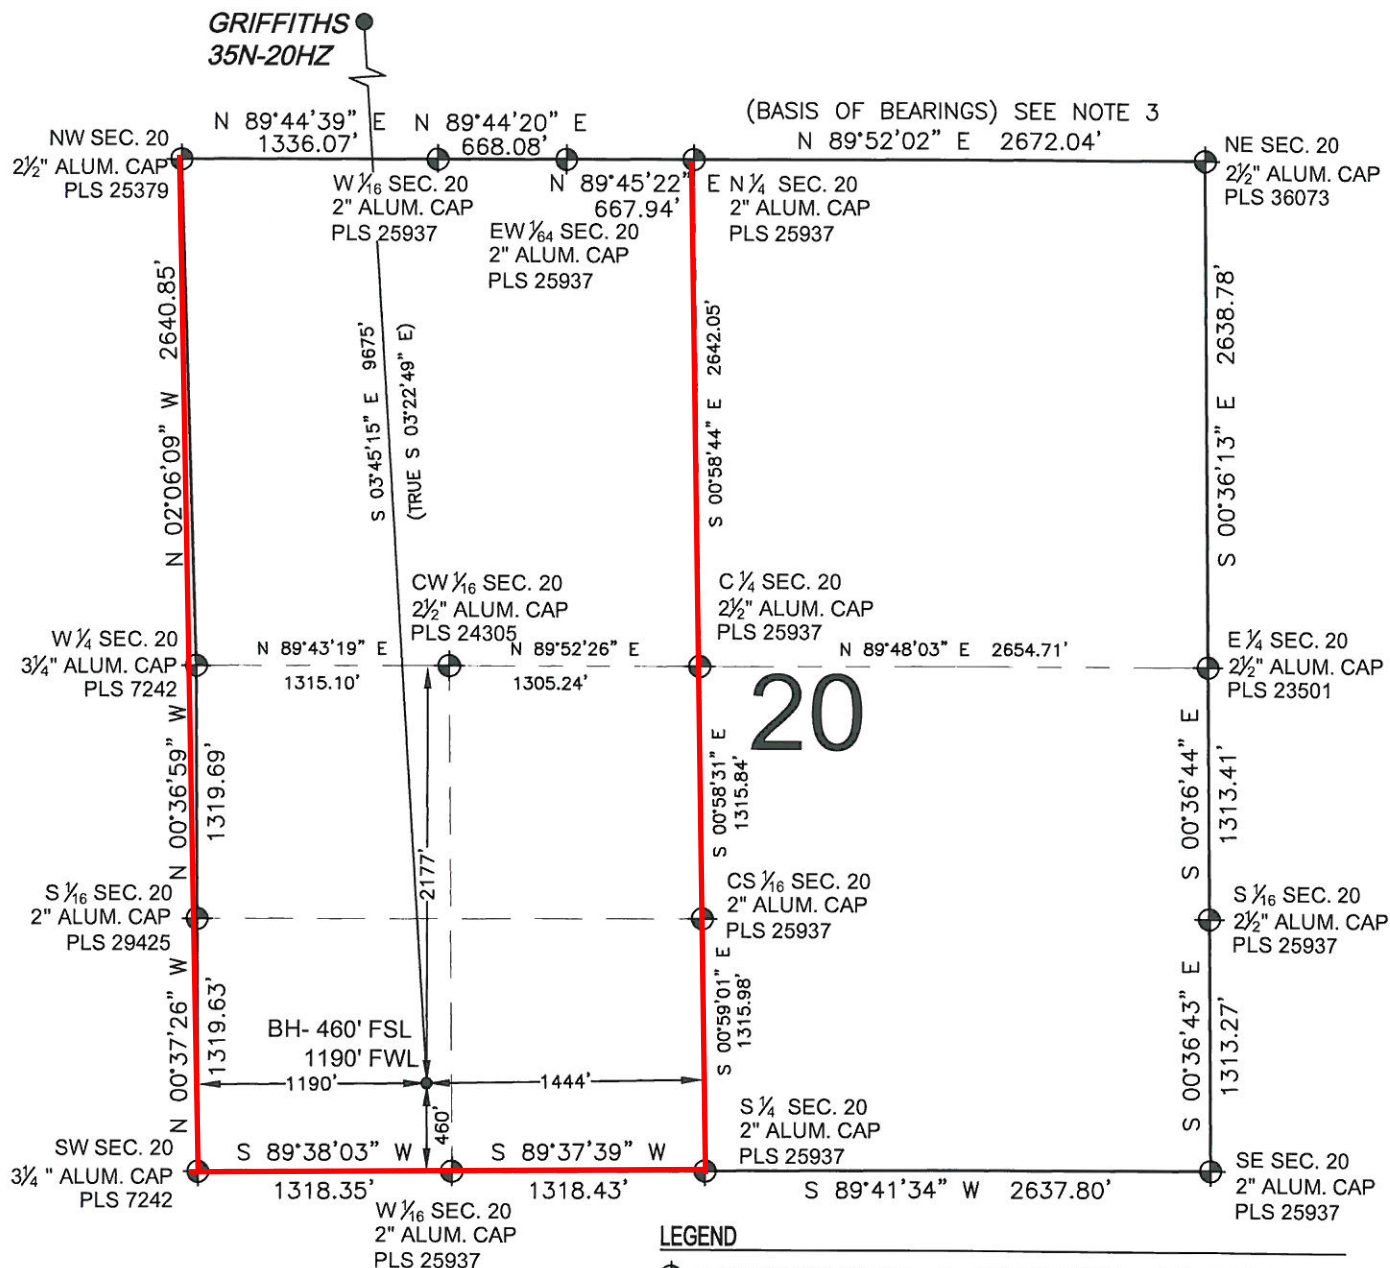 GRIFFITHS
35N-20HZ
(BASIS OF BEARINGS) SEE NOTE 3
N 89°44'39" E
1336.07'
N 89°44'20" E
668.08'
N 89°52'02" E 2672.04'
NW SEC. 20
2½" ALUM. CAP
PLS 25379
NE SEC. 20
2½" ALUM. CAP
PLS 36073
W 1/16 SEC. 20
2" ALUM. CAP
PLS 25937
N 89°45'22" E
667.94'
N ¼ SEC. 20
2" ALUM. CAP
PLS 25937
EW 1/64 SEC. 20
2" ALUM. CAP
PLS 25937
N 02°06'09" W 2640.85'
S 03°45'15" E 9675'
(TRUE S 03°22'49" E)
S 00°58'44" E 2642.05'
S 00°36'13" E 2638.78'
CW 1/16 SEC. 20
2½" ALUM. CAP
PLS 24305
C ¼ SEC. 20
2½" ALUM. CAP
PLS 25937
W ¼ SEC. 20
3¼" ALUM. CAP
PLS 7242
N 89°43'19" E
1315.10'
N 89°52'26" E
1305.24'
N 89°48'03" E 2654.71'
E ¼ SEC. 20
2½" ALUM. CAP
PLS 23501
20
N 00°36'59" W
1319.69'
2177'
S 00°58'31" E
1315.84'
S 00°36'44" E
1313.41'
S 1/16 SEC. 20
2" ALUM. CAP
PLS 29425
CS 1/16 SEC. 20
2" ALUM. CAP
PLS 25937
S 1/16 SEC. 20
2½" ALUM. CAP
PLS 25937
N 00°37'26" W
1319.63'
BH- 460' FSL
1190' FWL
1190'
1444'
460'
S 00°59'01" E
1315.98'
S 00°36'43" E
1313.27'
S ¼ SEC. 20
2" ALUM. CAP
PLS 25937
SW SEC. 20
3¼ " ALUM. CAP
PLS 7242
S 89°38'03" W
1318.35'
S 89°37'39" W
1318.43'
S 89°41'34" W 2637.80'
SE SEC. 20
2" ALUM. CAP
PLS 25937
W 1/16 SEC. 20
2" ALUM. CAP
PLS 25937
LEGEND